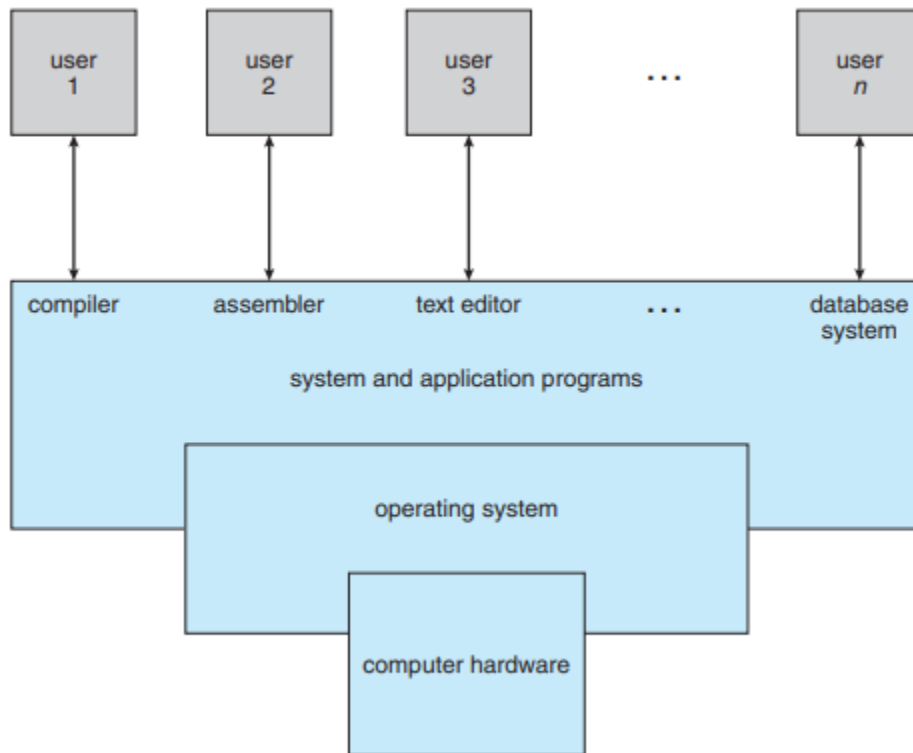 user
1
user
2
user
3
...
user
n
compiler
assembler
text editor
...
database
system
system and application programs
operating system
computer hardware